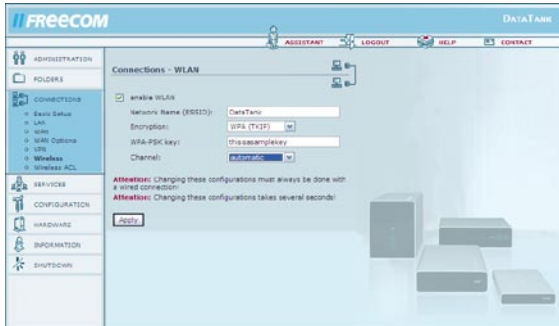 FREECOM
DATATANK
ASSISTANT LOGOUT HELP CONTACT
ADMINISTRATION
FOLDERS
CONNECTIONS
Basic Setup
LAN
WAN
WAN Options
VPN
Wireless
Wireless ACL
SERVICES
CONFIGURATION
HARDWARE
INFORMATION
SHUTDOWN
Connections - WLAN
enable WLAN
Network Name (ESSID): DataTank
Encryption: WPA (TKIP)
WPA-PSK key: thisisasamplekey
Channel: automatic
Attention: Changing these configurations must always be done with
a wired connection!
Attention: Changing these configurations takes several seconds!
Apply